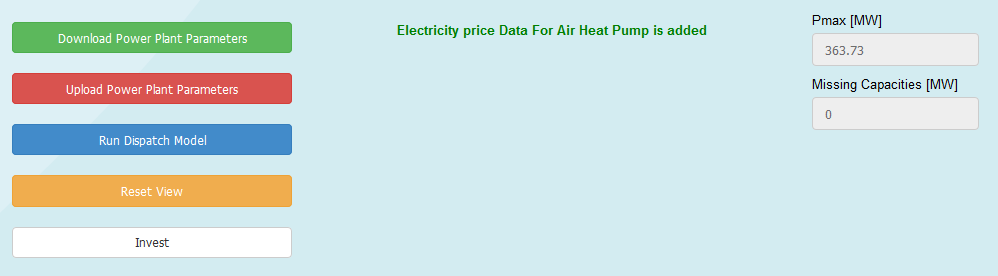 Download Power Plant Parameters
Upload Power Plant Parameters
Run Dispatch Model
Reset View
Invest
Electricity price Data For Air Heat Pump is added
Pmax [MW]
363.73
Missing Capacities [MW]
0